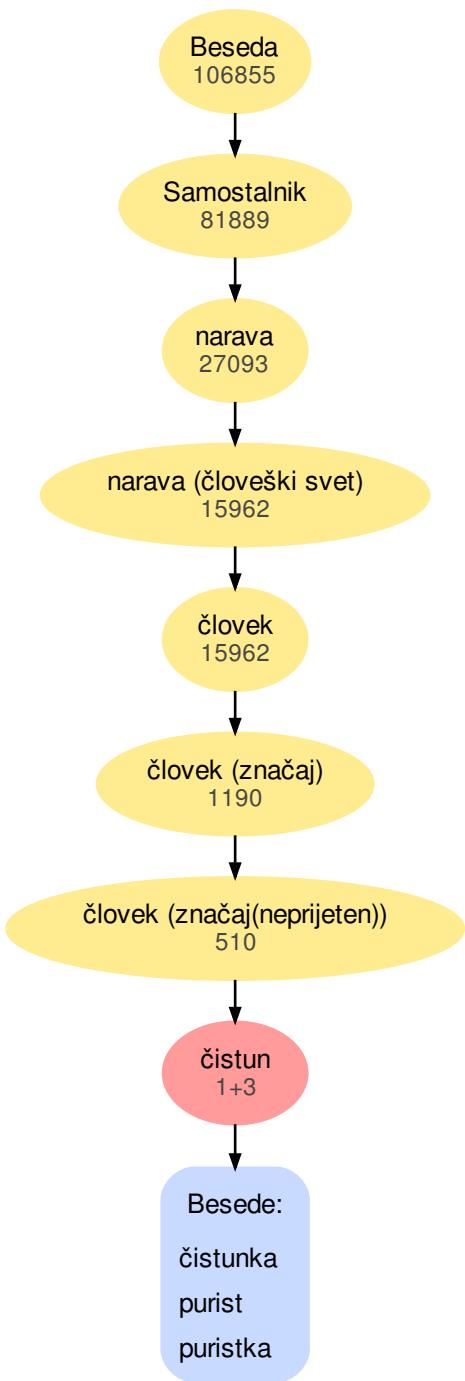 Beseda
106855
Samostalnik
81889
narava
27093
narava (človeški svet)
15962
človek
15962
človek (značaj)
1190
človek (značaj(neprijeten))
510
čistun
1+3
Besede:
čistunka
purist
puristka